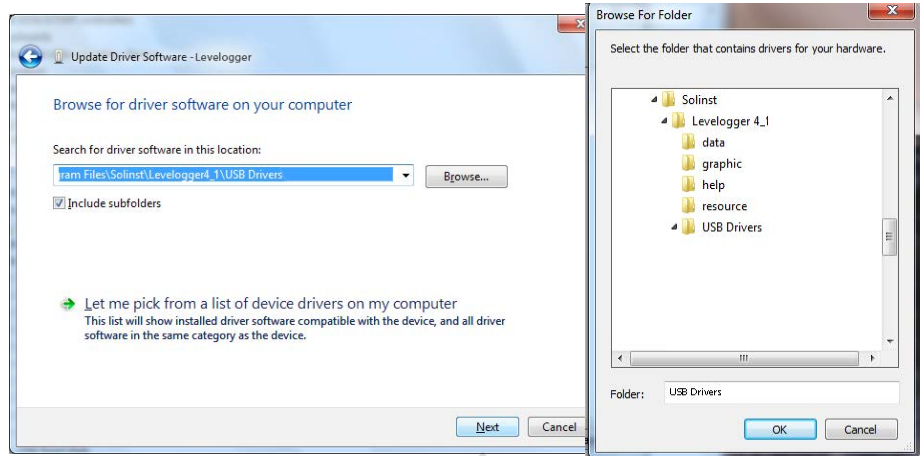 Update Driver Software - Levelogger
Browse for driver software on your computer
Search for driver software in this location:
ram Files\Solinst\Levelogger4_1\USB Drivers
Browse...
Include subfolders
Let me pick from a list of device drivers on my computer
This list will show installed driver software compatible with the device, and all driver
software in the same category as the device.
Next
Cancel
Browse For Folder
Select the folder that contains drivers for your hardware.
Solinst
Levelogger 4_1
data
graphic
help
resource
USB Drivers
Folder:
USB Drivers
OK
Cancel